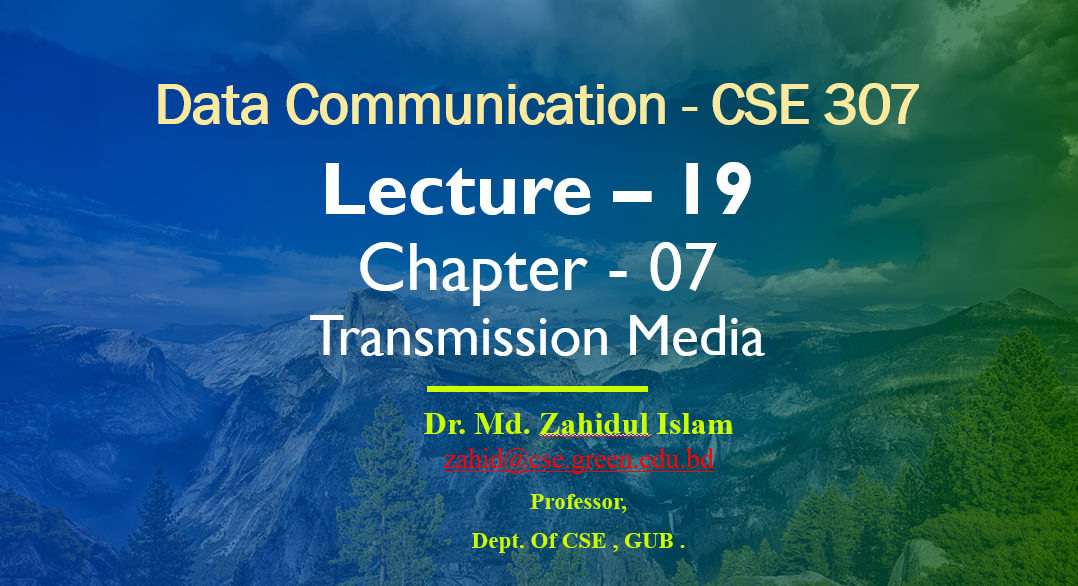 Data Communication - CSE 307
Lecture – 19
Chapter - 07
Transmission Media
Dr. Md. Zahidul Islam
zahid@cse.green.edu.bd
Professor,
Dept. Of CSE , GUB .